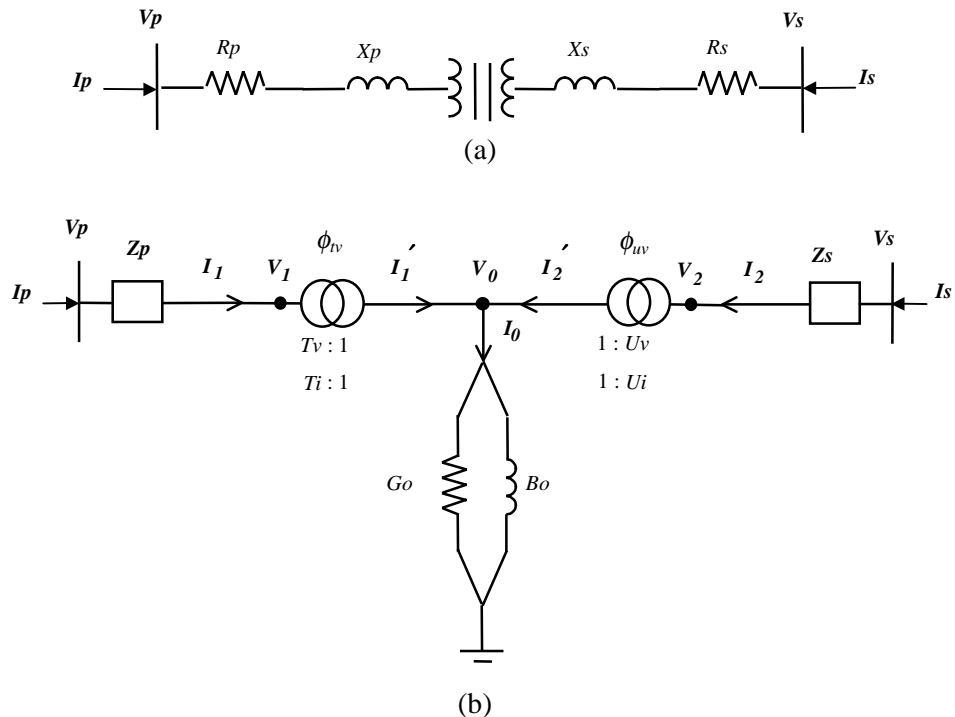 Vp Vs
Rp Xp Xs Rs
Ip Is
(a)
Vp Vs
Zp ϕtv ϕuv Zs
I1 V1 I1′ V0 I2′ V2 I2
Ip Is
I0
Tv : 1 1 : Uv
Ti : 1 1 : Ui
Go Bo
(b)